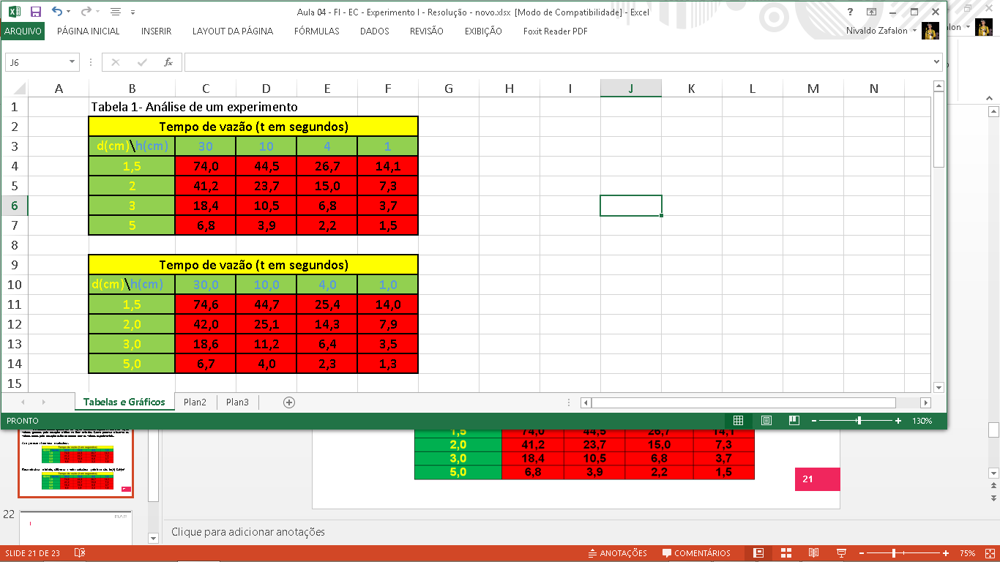 Aula 04 - FI - EC - Experimento I - Resolução - novo.xlsx [Modo de Compatibilidade] - Excel
ARQUIVO PÁGINA INICIAL INSERIR LAYOUT DA PÁGINA FÓRMULAS DADOS REVISÃO EXIBIÇÃO Foxit Reader PDF Nivaldo Zafalon
J6 fx
A B C D E F G H I J K L M N
1 Tabela 1- Análise de um experimento
2 Tempo de vazão (t em segundos)
3 d(cm)\h(cm) 30 10 4 1
4 1,5 74,0 44,5 26,7 14,1
5 2 41,2 23,7 15,0 7,3
6 3 18,4 10,5 6,8 3,7
7 5 6,8 3,9 2,2 1,5
8
9 Tempo de vazão (t em segundos)
10 d(cm)\h(cm) 30,0 10,0 4,0 1,0
11 1,5 74,6 44,7 25,4 14,0
12 2,0 42,0 25,1 14,3 7,9
13 3,0 18,6 11,2 6,4 3,5
14 5,0 6,7 4,0 2,3 1,3
15
Tabelas e Gráficos Plan2 Plan3
PRONTO 130%
1,5 74,0 44,5 26,7 14,1
2,0 41,2 23,7 15,0 7,3
3,0 18,4 10,5 6,8 3,7
5,0 6,8 3,9 2,2 1,5
21
22
Clique para adicionar anotações
SLIDE 21 DE 23 ANOTAÇÕES COMENTÁRIOS 75%